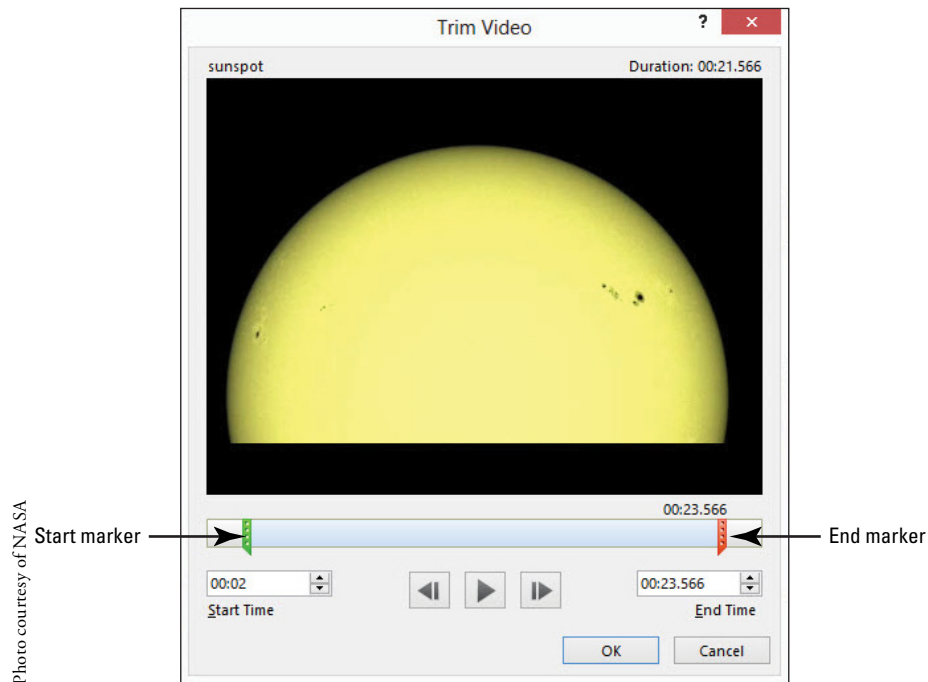 Trim Video
?
sunspot
Duration: 00:21.566
00:23.566
Start marker
End marker
00:02
00:23.566
Start Time
End Time
OK
Cancel
Photo courtesy of NASA